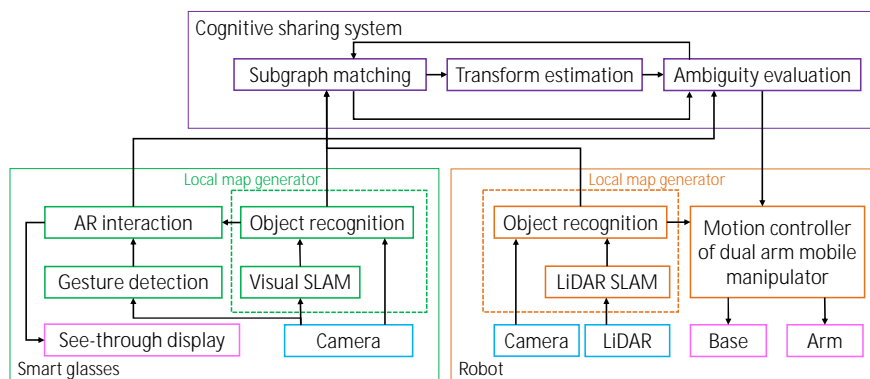 Cognitive sharing system
Subgraph matching
Transform estimation
Ambiguity evaluation
Local map generator
AR interaction
Object recognition
Gesture detection
Visual SLAM
See-through display
Camera
Smart glasses
Local map generator
Object recognition
Motion controller
of dual arm mobile
manipulator
LiDAR SLAM
Camera
LiDAR
Base
Arm
Robot